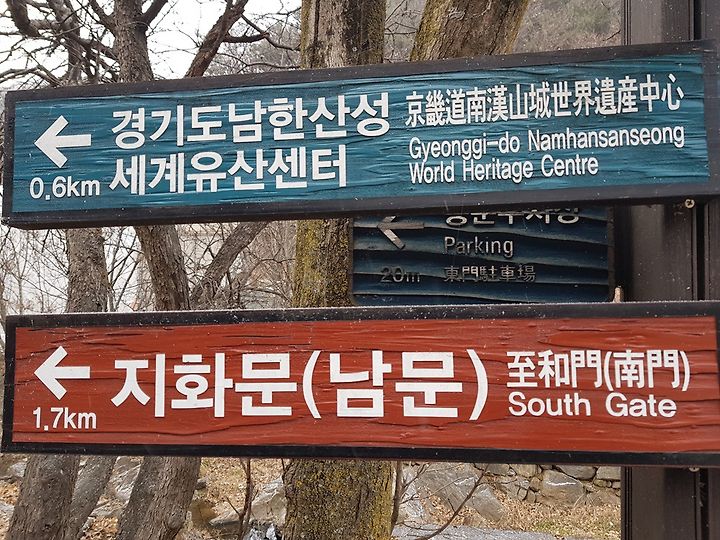 ← 경기도남한산성 京畿道南漢山城世界遺産中心
0.6km 세계유산센터 Gyeonggi-do Namhansanseong
World Heritage Centre
←
Parking
20m 東門駐車場
← 지화문(남문) 至和門(南門)
1.7km South Gate